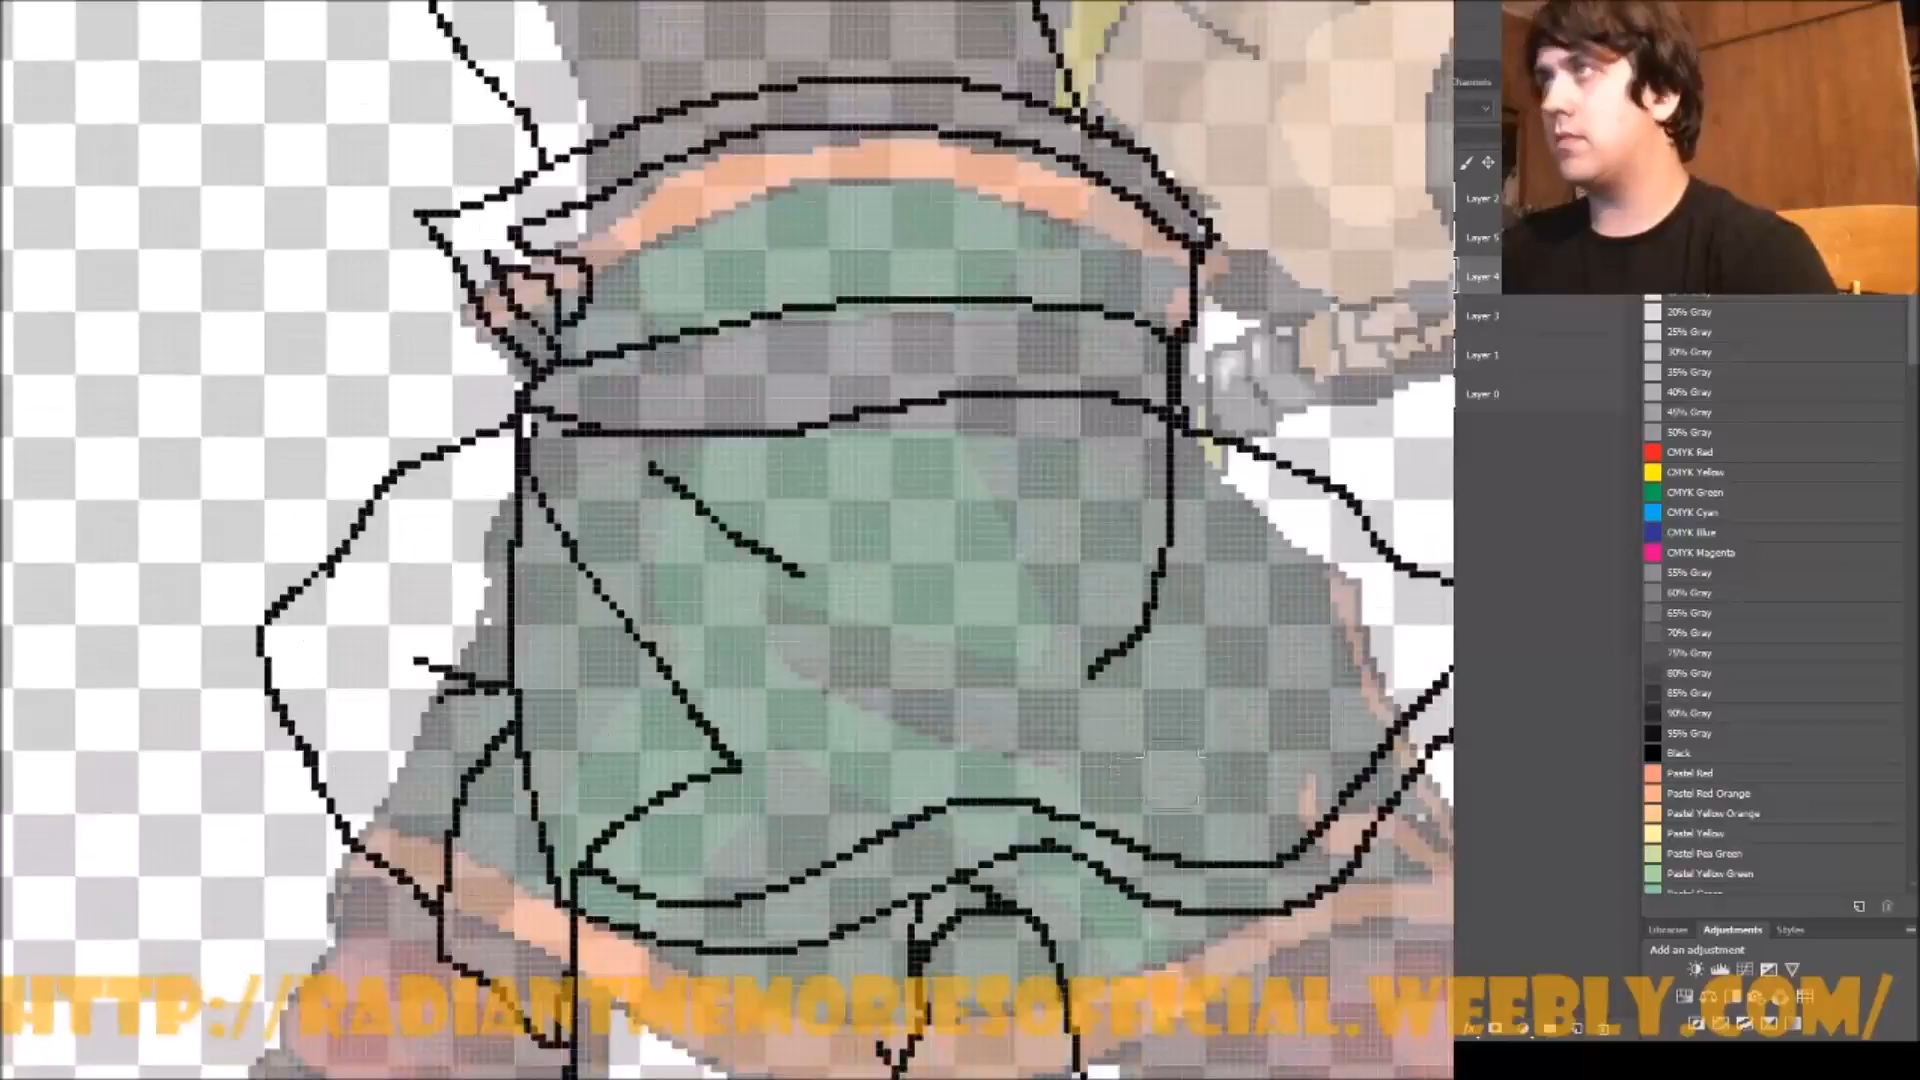 Channels
Layer 2
Layer 5
Layer 4
Layer 3
Layer 1
Layer 0
20% Gray
25% Gray
30% Gray
35% Gray
40% Gray
45% Gray
50% Gray
CMYK Red
CMYK Yellow
CMYK Green
CMYK Cyan
CMYK Blue
CMYK Magenta
55% Gray
60% Gray
65% Gray
70% Gray
75% Gray
80% Gray
85% Gray
90% Gray
95% Gray
Black
Pastel Red
Pastel Red Orange
Pastel Yellow Orange
Pastel Yellow
Pastel Pea Green
Pastel Yellow Green
Pastel Green
Libraries Adjustments Styles
Add an adjustment
HTTP://RADIANTMEMORIESOFFICIAL.WEEBLY.COM/